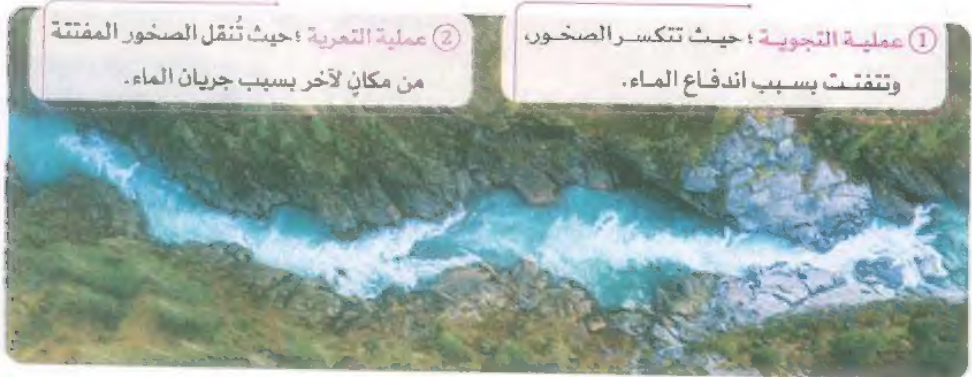 ① عملية التجوية ؛ حيث تتكسر الصخور،
وتتفتت بسبب اندفاع الماء.
② عملية التعرية ؛ حيث تُنقل الصخور المفتتة
من مكانٍ لآخر بسبب جريان الماء.